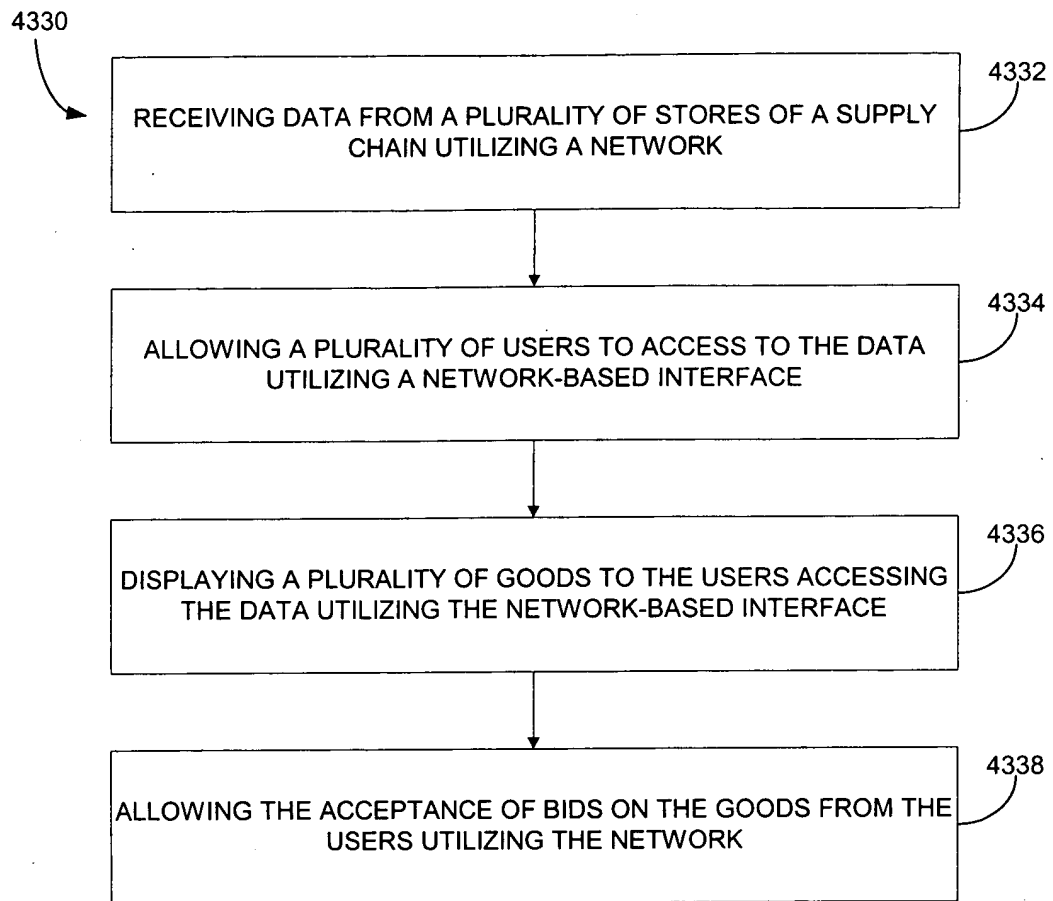 4330
4332
RECEIVING DATA FROM A PLURALITY OF STORES OF A SUPPLY
CHAIN UTILIZING A NETWORK
4334
ALLOWING A PLURALITY OF USERS TO ACCESS TO THE DATA
UTILIZING A NETWORK-BASED INTERFACE
4336
DISPLAYING A PLURALITY OF GOODS TO THE USERS ACCESSING
THE DATA UTILIZING THE NETWORK-BASED INTERFACE
4338
ALLOWING THE ACCEPTANCE OF BIDS ON THE GOODS FROM THE
USERS UTILIZING THE NETWORK